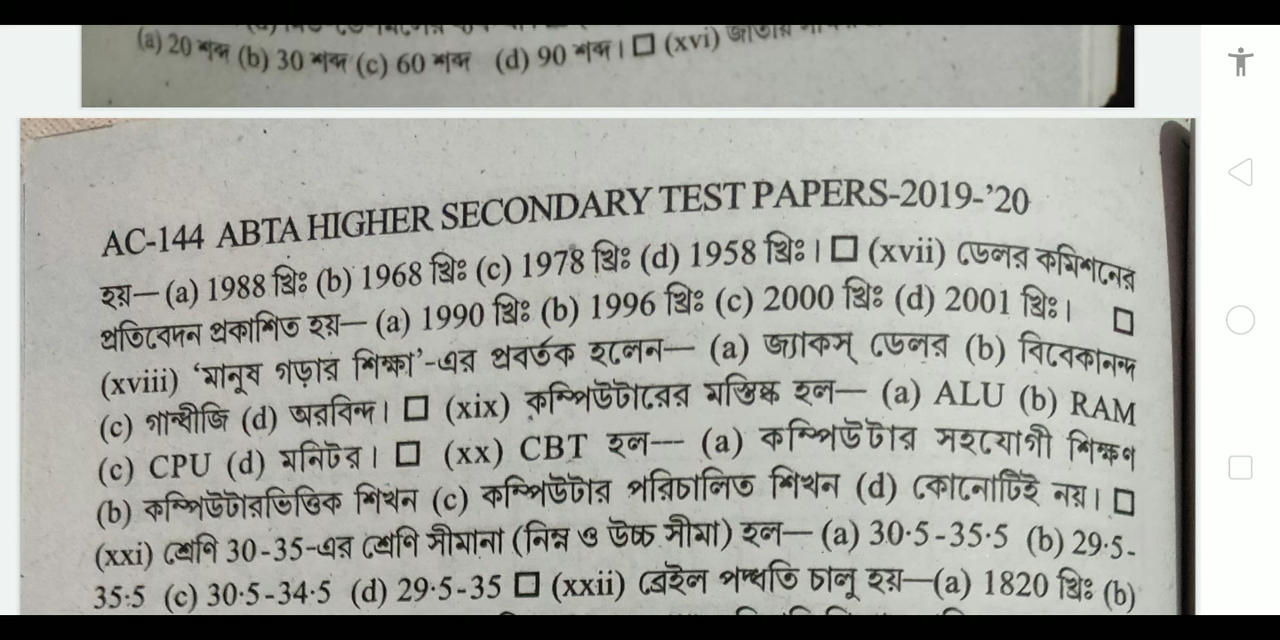 (a) 20 শব্দ (b) 30 শব্দ (c) 60 শব্দ (d) 90 শব্দ। □ (xvi)
AC-144 ABTA HIGHER SECONDARY TEST PAPERS-2019-'20
হয়— (a) 1988 খ্রিঃ (b) 1968 খ্রিঃ (c) 1978 খ্রিঃ (d) 1958 খ্রিঃ। □ (xvii) ডেলর কমিশনের
প্রতিবেদন প্রকাশিত হয়— (a) 1990 খ্রিঃ (b) 1996 খ্রিঃ (c) 2000 খ্রিঃ (d) 2001 খ্রিঃ। □
(xviii) ‘মানুষ গড়ার শিক্ষা’-এর প্রবর্তক হলেন— (a) জ্যাকস্ ডেলর (b) বিবেকানন্দ
(c) গান্ধীজি (d) অরবিন্দ। □ (xix) কম্পিউটারের মস্তিষ্ক হল— (a) ALU (b) RAM
(c) CPU (d) মনিটর। □ (xx) CBT হল— (a) কম্পিউটার সহযোগী শিক্ষণ
(b) কম্পিউটারভিত্তিক শিখন (c) কম্পিউটার পরিচালিত শিখন (d) কোনোটিই নয়। □
(xxi) শ্রেণি 30-35-এর শ্রেণি সীমানা (নিম্ন ও উচ্চ সীমা) হল— (a) 30·5-35·5 (b) 29·5-
35·5 (c) 30·5-34·5 (d) 29·5-35 □ (xxii) ব্রেইল পদ্ধতি চালু হয়—(a) 1820 খ্রিঃ (b)